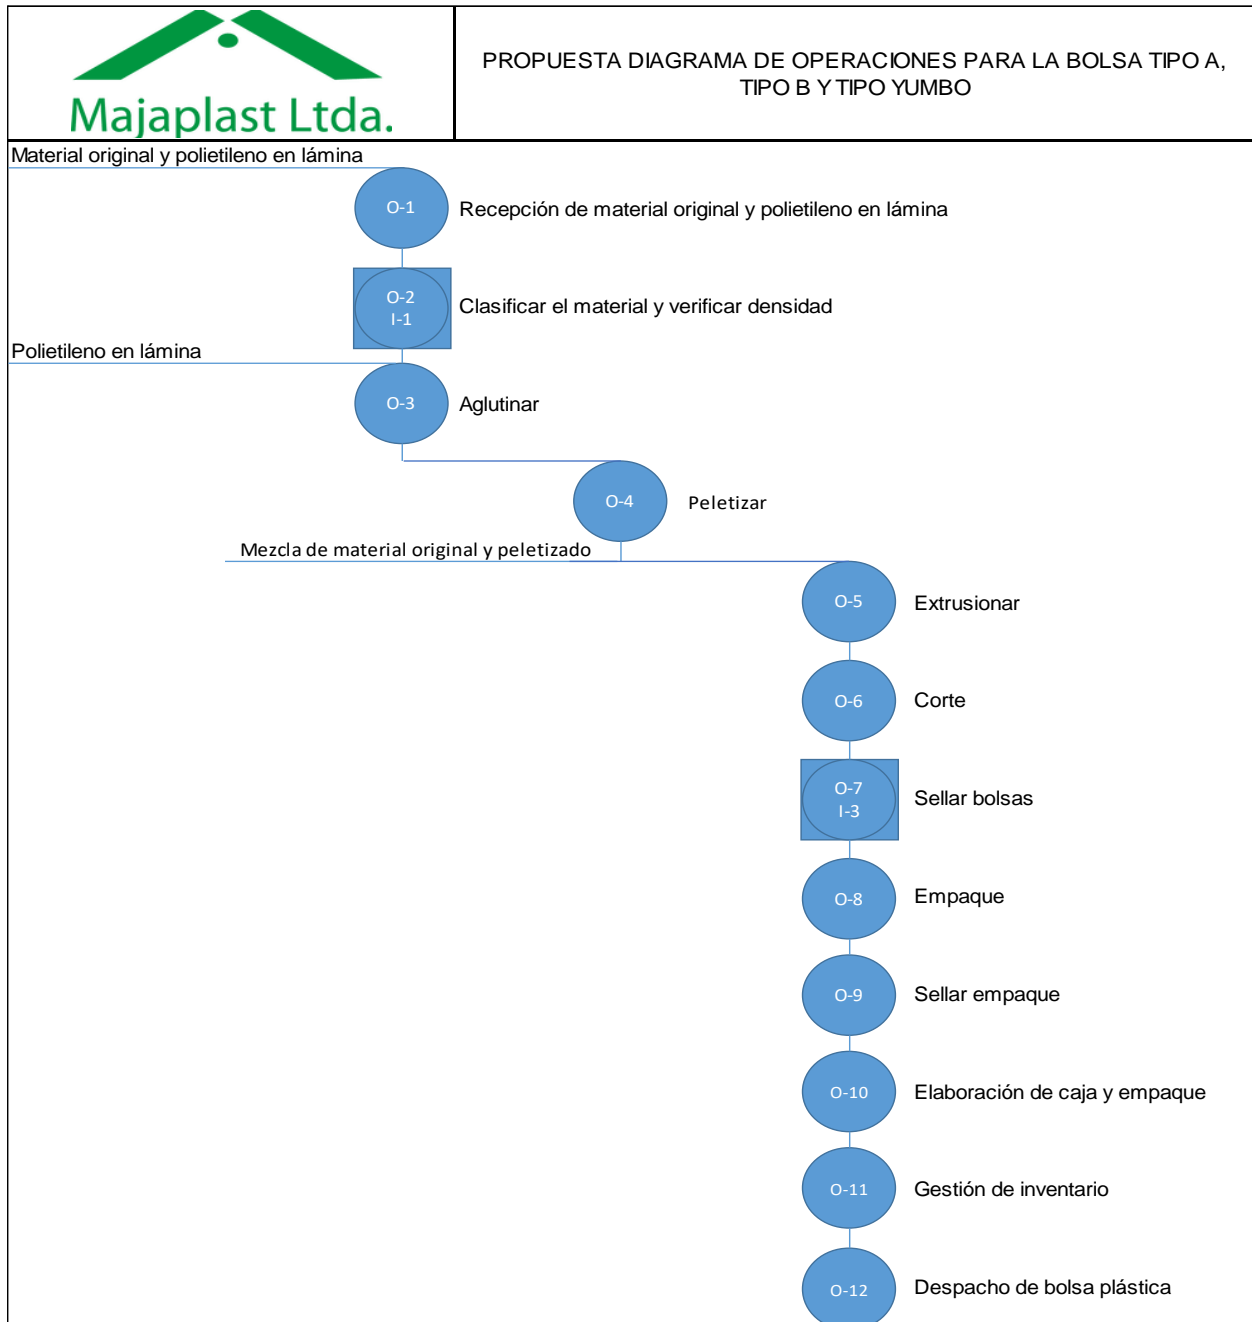 Majaplast Ltda.
PROPUESTA DIAGRAMA DE OPERACIONES PARA LA BOLSA TIPO A,
TIPO B Y TIPO YUMBO
Material original y polietileno en lámina
O-1
Recepción de material original y polietileno en lámina
O-2
I-1
Clasificar el material y verificar densidad
Polietileno en lámina
O-3
Aglutinar
O-4
Peletizar
Mezcla de material original y peletizado
O-5
Extrusionar
O-6
Corte
O-7
I-3
Sellar bolsas
O-8
Empaque
O-9
Sellar empaque
O-10
Elaboración de caja y empaque
O-11
Gestión de inventario
O-12
Despacho de bolsa plástica